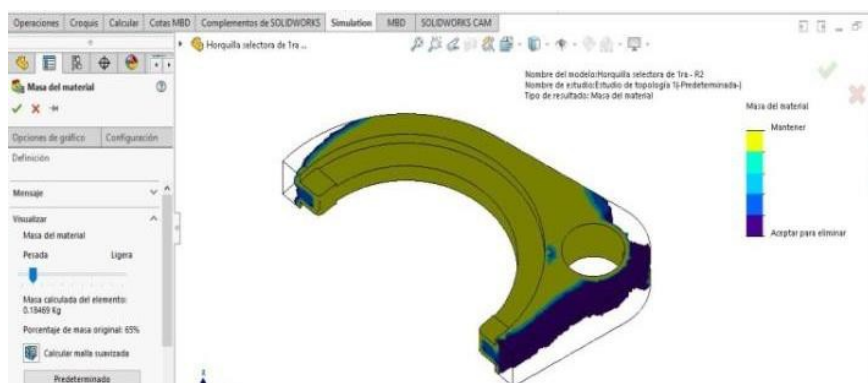 Operaciones Croquis Calcular Cotas MBD Complementos de SOLIDWORKS Simulation MBD SOLIDWORKS CAM
Horquilla selectora de 1ra ...
Masa del material
Opciones de gráfico Configuración
Definición
Mensaje
Visualizar
Masa del material
Pesada Ligera
Masa calculada del elemento:
0.18469 Kg
Porcentaje de masa original: 65%
Calcular malla suavizada
Predeterminado
Nombre del modelo:Horquilla selectora de 1ra - R2
Nombre de estudio:Estudio de topología 1(-Predeterminada-)
Tipo de resultado: Masa del material
Masa del material
Mantener
Aceptar para eliminar